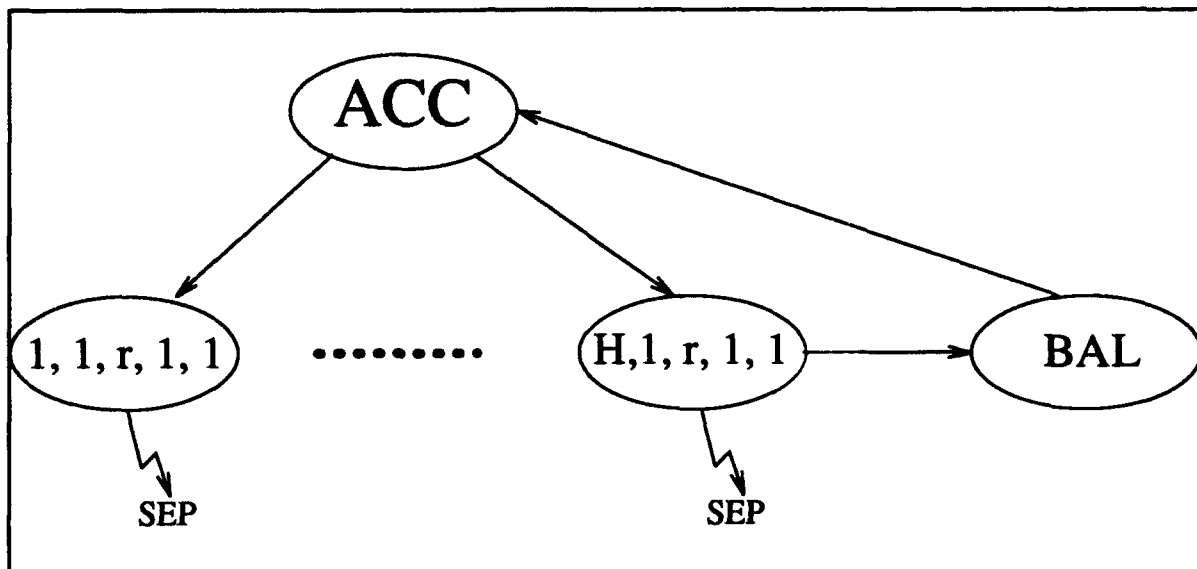 ACC
1, 1, r, 1, 1
H,1, r, 1, 1
BAL
SEP
SEP